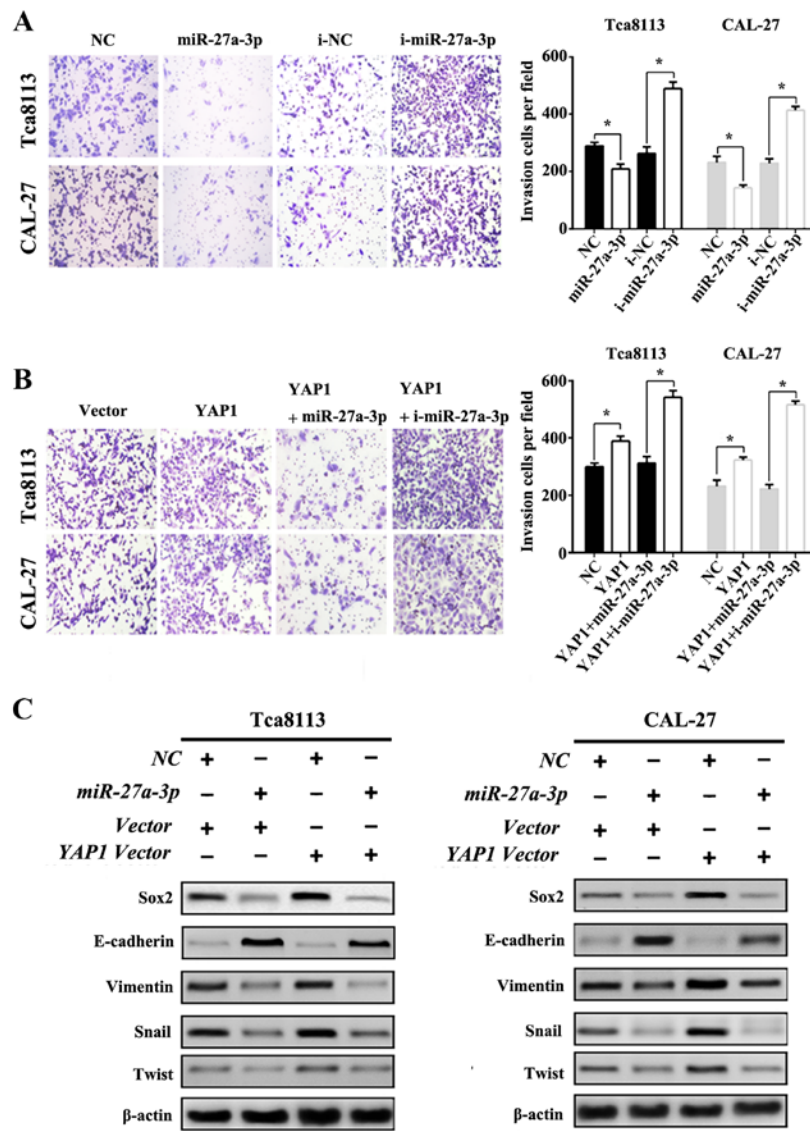 A
NC miR-27a-3p i-NC i-miR-27a-3p
Tca8113
CAL-27
Tca8113 CAL-27
Invasion cells per field
600
400
200
0
*
*
*
*
NC
miR-27a-3p
i-NC
i-miR-27a-3p
NC
miR-27a-3p
i-NC
i-miR-27a-3p
B
Vector YAP1 YAP1 + miR-27a-3p YAP1 + i-miR-27a-3p
Tca8113
CAL-27
Tca8113 CAL-27
Invasion cells per field
600
400
200
0
*
*
*
*
NC
YAP1
YAP1+miR-27a-3p
YAP1+i-miR-27a-3p
NC
YAP1
YAP1+miR-27a-3p
YAP1+i-miR-27a-3p
C
Tca8113
NC + – + –
miR-27a-3p – + – +
Vector + + – –
YAP1 Vector – – + +
Sox2
E-cadherin
Vimentin
Snail
Twist
β-actin
CAL-27
NC + – + –
miR-27a-3p – + – +
Vector + + – –
YAP1 Vector – – + +
Sox2
E-cadherin
Vimentin
Snail
Twist
β-actin